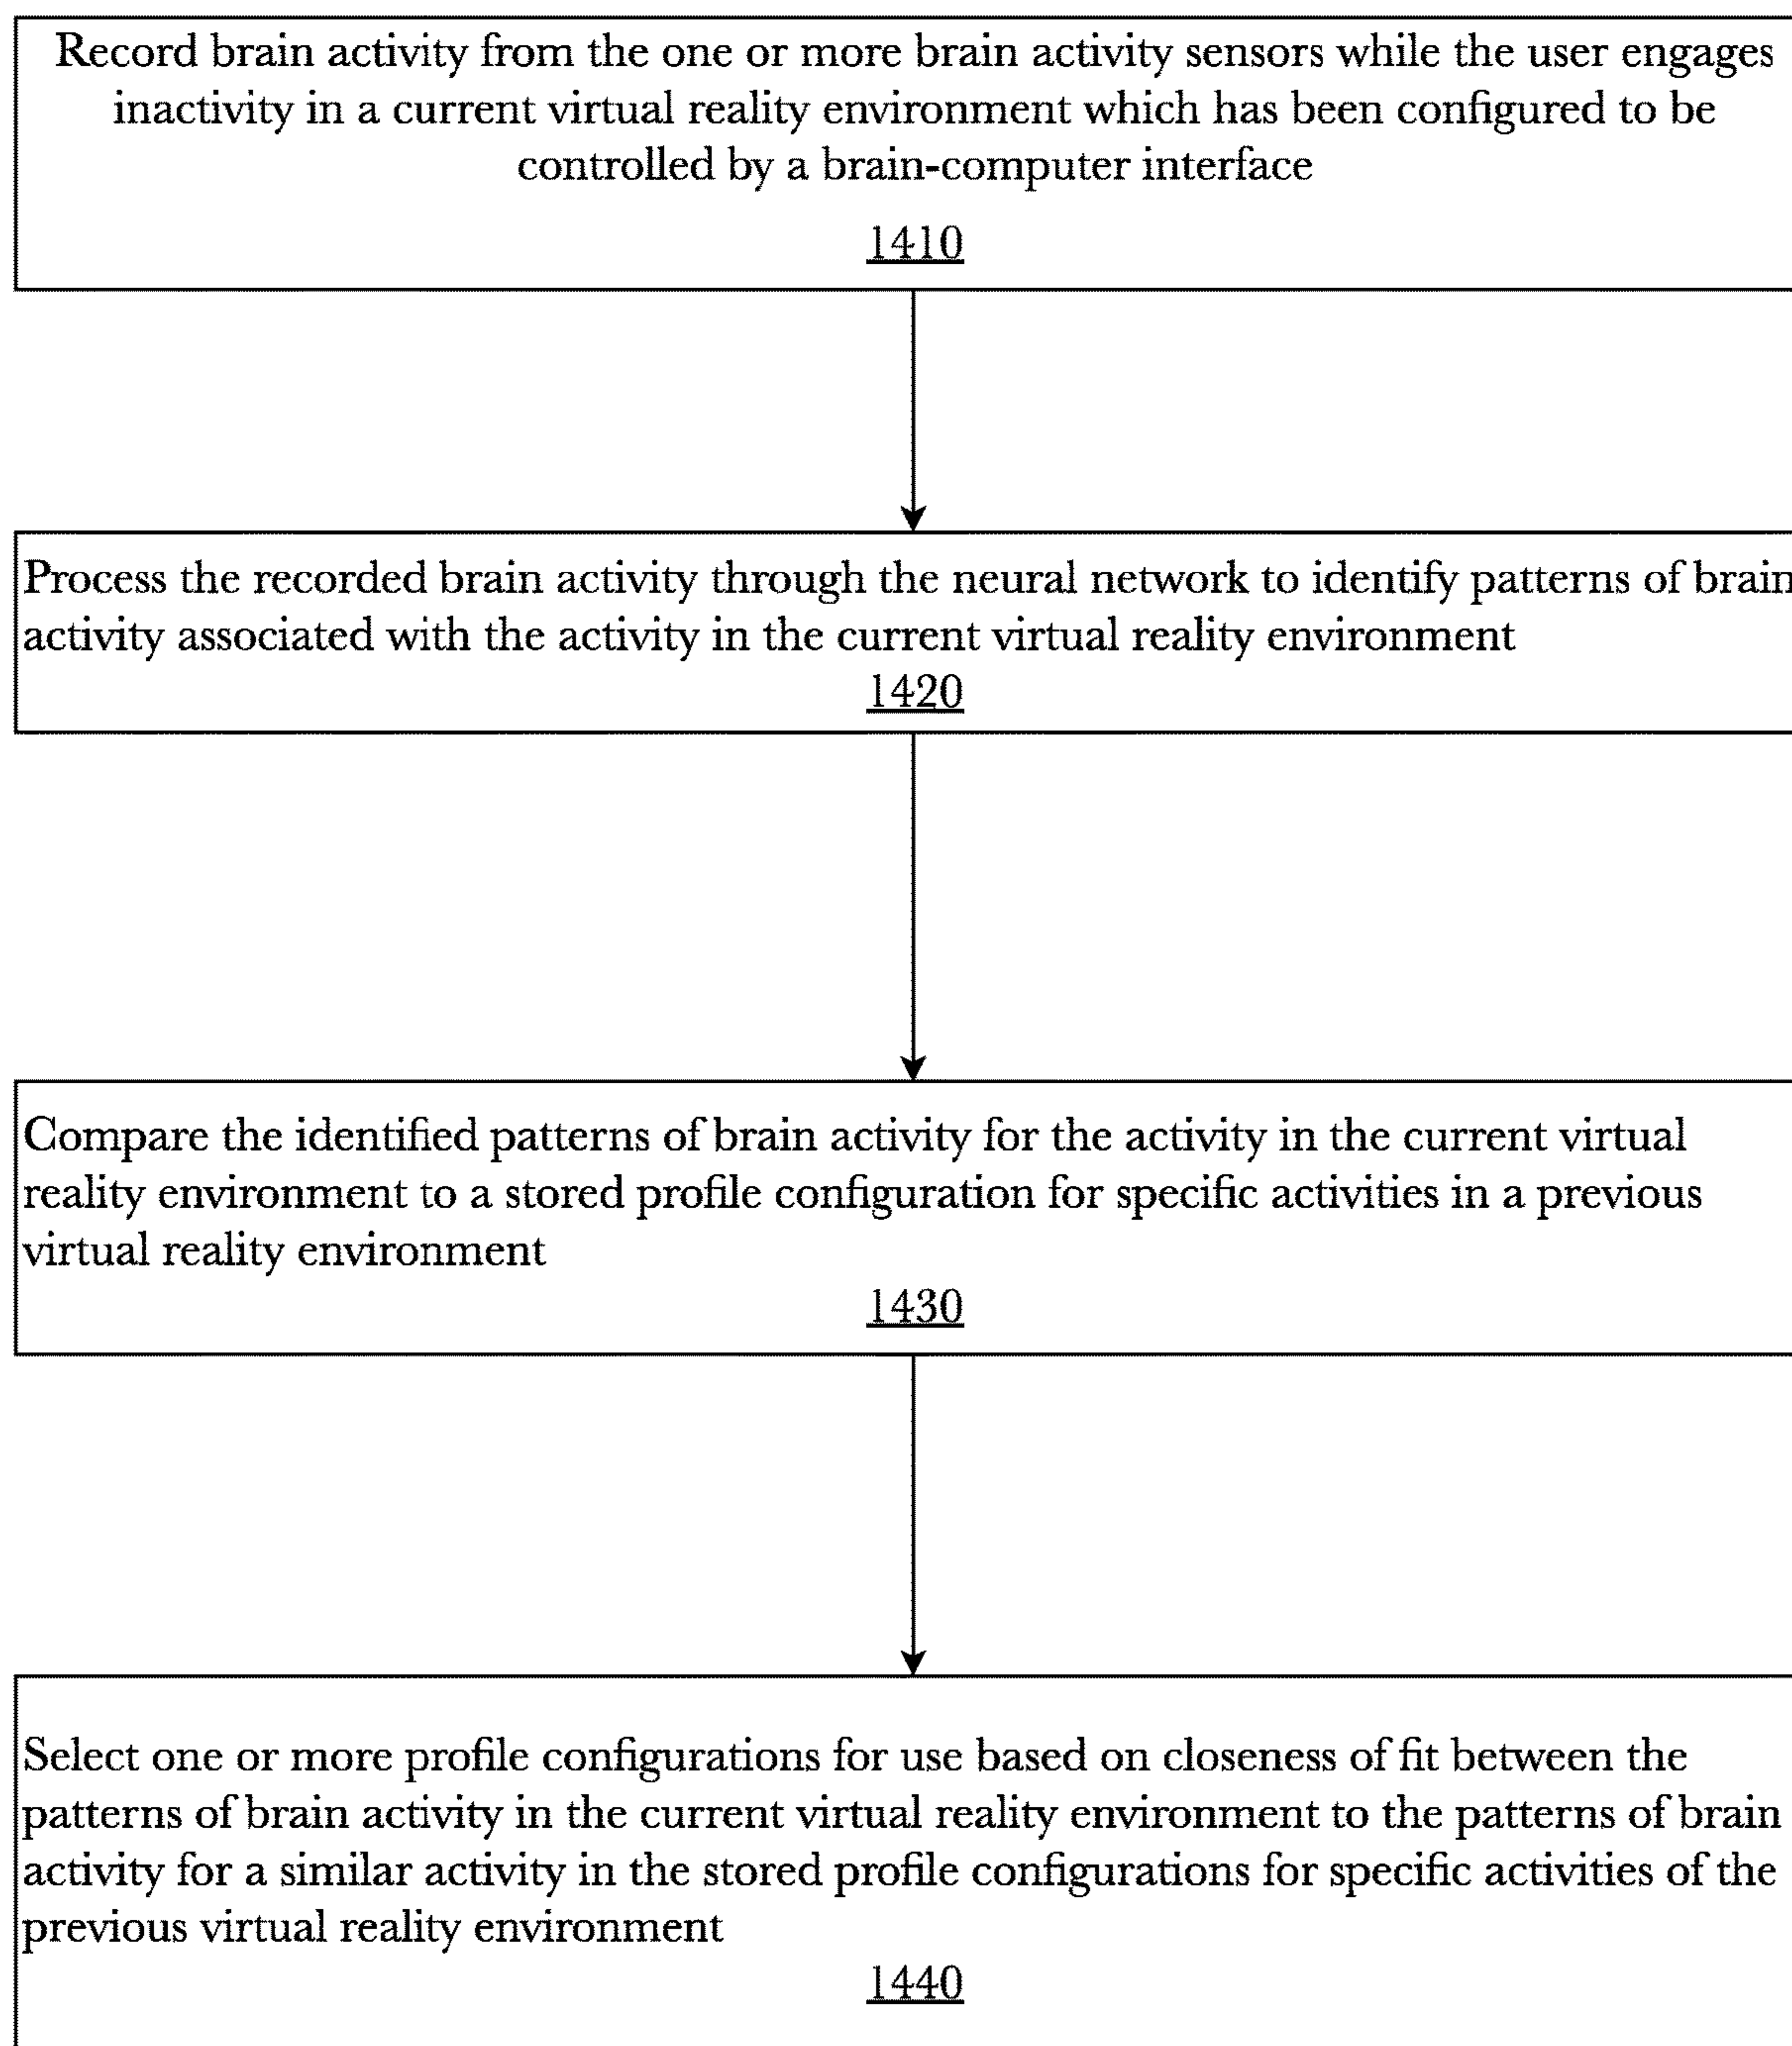 Record brain activity from the one or more brain activity sensors while the user engages
inactivity in a current virtual reality environment which has been configured to be
controlled by a brain-computer interface
1410
Process the recorded brain activity through the neural network to identify patterns of brain
activity associated with the activity in the current virtual reality environment
1420
Compare the identified patterns of brain activity for the activity in the current virtual
reality environment to a stored profile configuration for specific activities in a previous
virtual reality environment
1430
Select one or more profile configurations for use based on closeness of fit between the
patterns of brain activity in the current virtual reality environment to the patterns of brain
activity for a similar activity in the stored profile configurations for specific activities of the
previous virtual reality environment
1440